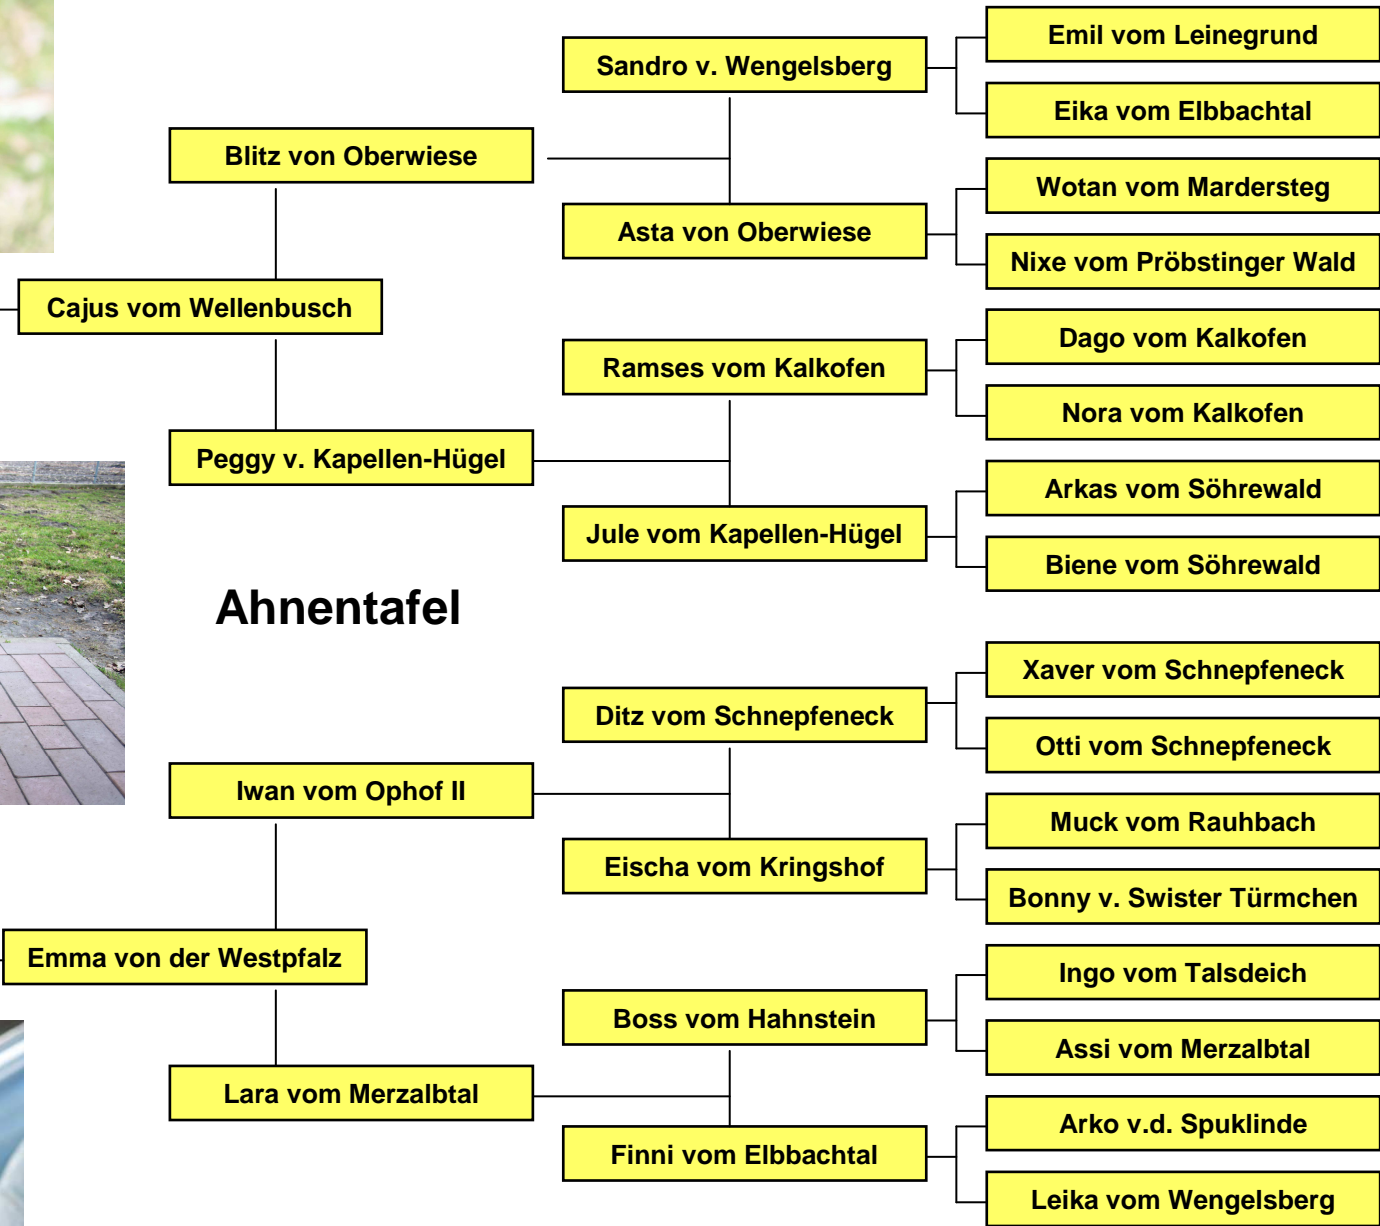 Emil vom Leinegrund
Sandro v. Wengelsberg
Eika vom Elbbachtal
Blitz von Oberwiese
Wotan vom Mardersteg
Asta von Oberwiese
Nixe vom Pröbstinger Wald
Cajus vom Wellenbusch
Dago vom Kalkofen
Ramses vom Kalkofen
Nora vom Kalkofen
Peggy v. Kapellen-Hügel
Arkas vom Söhrewald
Jule vom Kapellen-Hügel
Biene vom Söhrewald
Ahnentafel
Xaver vom Schnepfeneck
Ditz vom Schnepfeneck
Otti vom Schnepfeneck
Iwan vom Ophof II
Muck vom Rauhbach
Eischa vom Kringshof
Bonny v. Swister Türmchen
Emma von der Westpfalz
Ingo vom Talsdeich
Boss vom Hahnstein
Assi vom Merzalbtal
Lara vom Merzalbtal
Arko v.d. Spuklinde
Finni vom Elbbachtal
Leika vom Wengelsberg